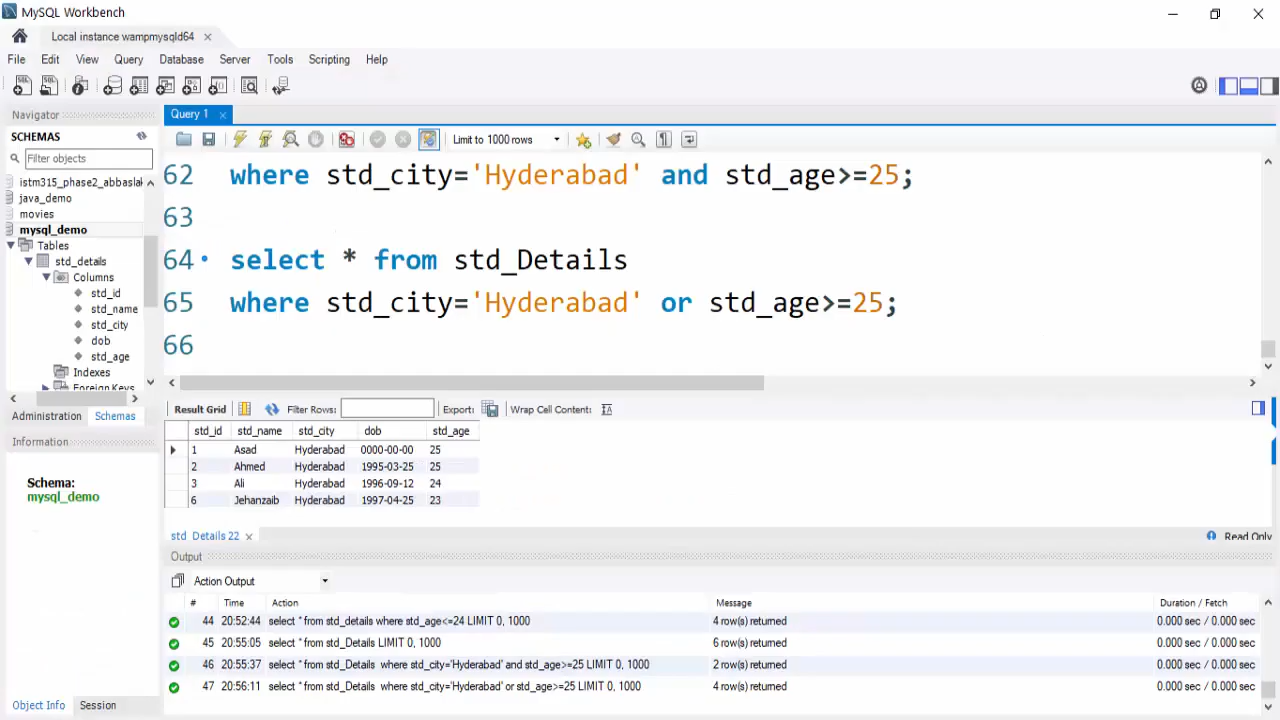 MySQL Workbench
Local instance wampmysqld64
File Edit View Query Database Server Tools Scripting Help
Navigator
SCHEMAS
Filter objects
istm315_phase2_abbaslak
java_demo
movies
mysql_demo
Tables
std_details
Columns
std_id
std_name
std_city
dob
std_age
Indexes
Foreign Keys
Administration Schemas
Information
Schema:
mysql_demo
Object Info Session
Query 1
Limit to 1000 rows
62 where std_city='Hyderabad' and std_age>=25;
63
64 select * from std_Details
65 where std_city='Hyderabad' or std_age>=25;
66
Result Grid Filter Rows: Export: Wrap Cell Content:
std_id std_name std_city dob std_age
1 Asad Hyderabad 0000-00-00 25
2 Ahmed Hyderabad 1995-03-25 25
3 Ali Hyderabad 1996-09-12 24
6 Jehanzaib Hyderabad 1997-04-25 23
std_Details 22 Read Only
Output
Action Output
# Time Action Message Duration / Fetch
44 20:52:44 select * from std_details where std_age<=24 LIMIT 0, 1000 4 row(s) returned 0.000 sec / 0.000 sec
45 20:55:05 select * from std_Details LIMIT 0, 1000 6 row(s) returned 0.000 sec / 0.000 sec
46 20:55:37 select * from std_Details where std_city='Hyderabad' and std_age>=25 LIMIT 0, 1000 2 row(s) returned 0.000 sec / 0.000 sec
47 20:56:11 select * from std_Details where std_city='Hyderabad' or std_age>=25 LIMIT 0, 1000 4 row(s) returned 0.000 sec / 0.000 sec